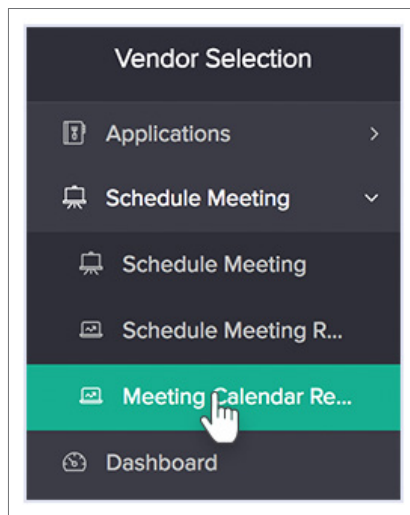 Vendor Selection
Applications
Schedule Meeting
Schedule Meeting
Schedule Meeting R...
Meeting Calendar Re...
Dashboard